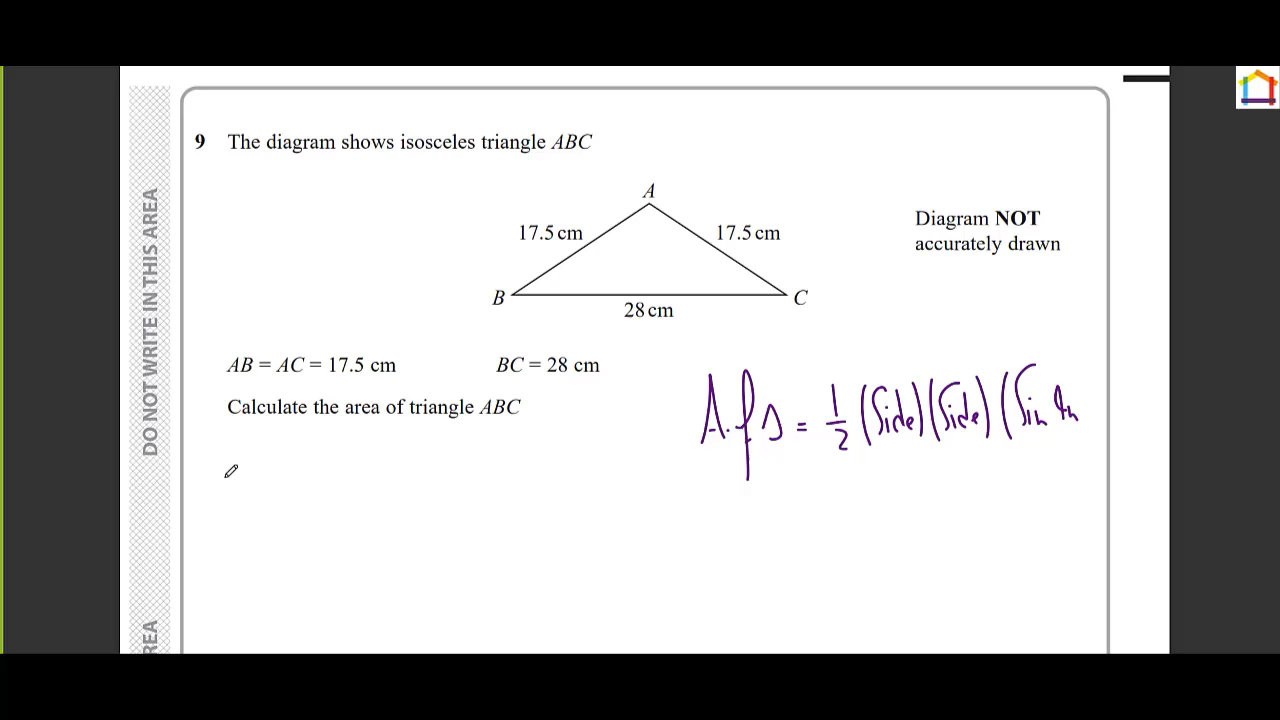 9 The diagram shows isosceles triangle ABC
A
17.5 cm 17.5 cm
Diagram NOT
accurately drawn
B C
28 cm
AB = AC = 17.5 cm BC = 28 cm
Calculate the area of triangle ABC
A. of Δ = 1/2 (Side)(Side)(Sin
DO NOT WRITE IN THIS AREA
REA